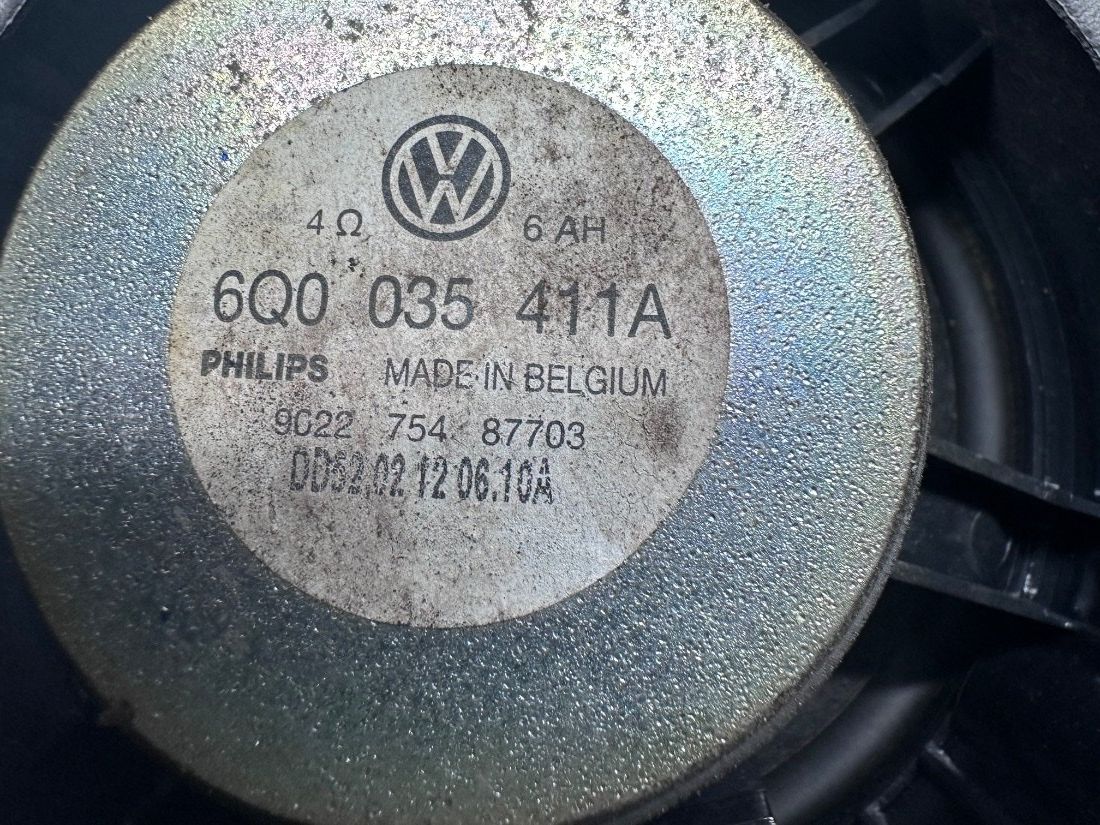 4 Ω 6 AH
6Q0 035 411A
PHILIPS MADE IN BELGIUM
9022 754 87703
DD52.02 12 06.10A